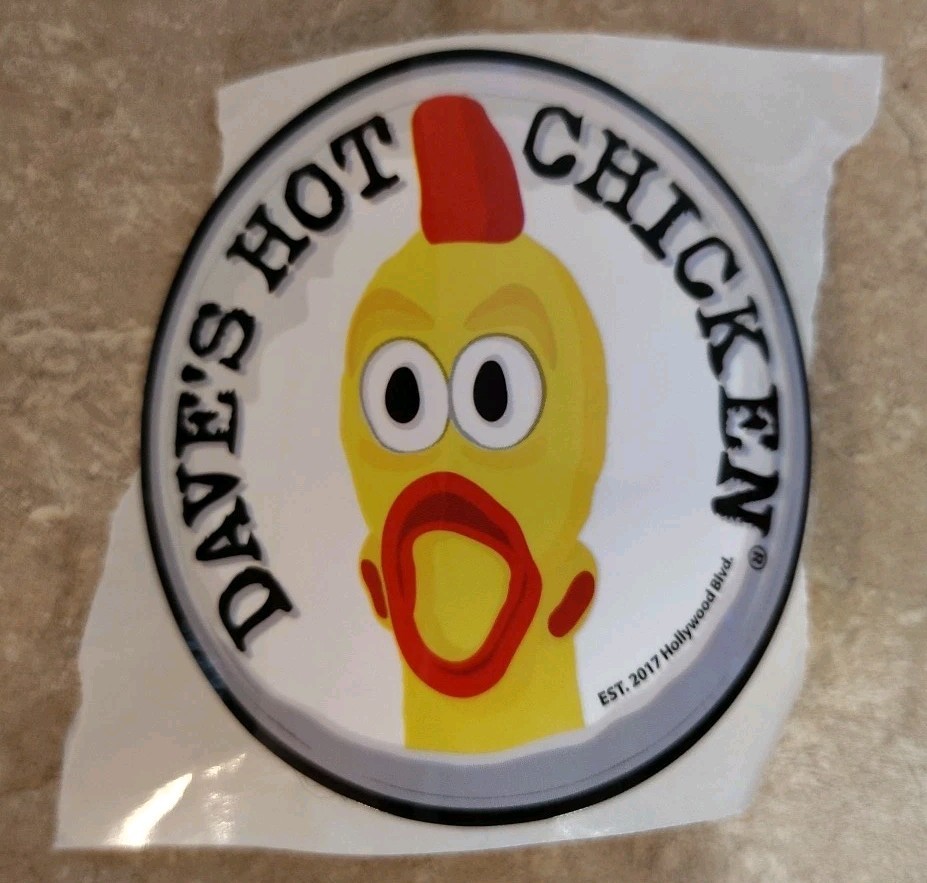 DAVE'S HOT CHICKEN®
EST. 2017 Hollywood Blvd.